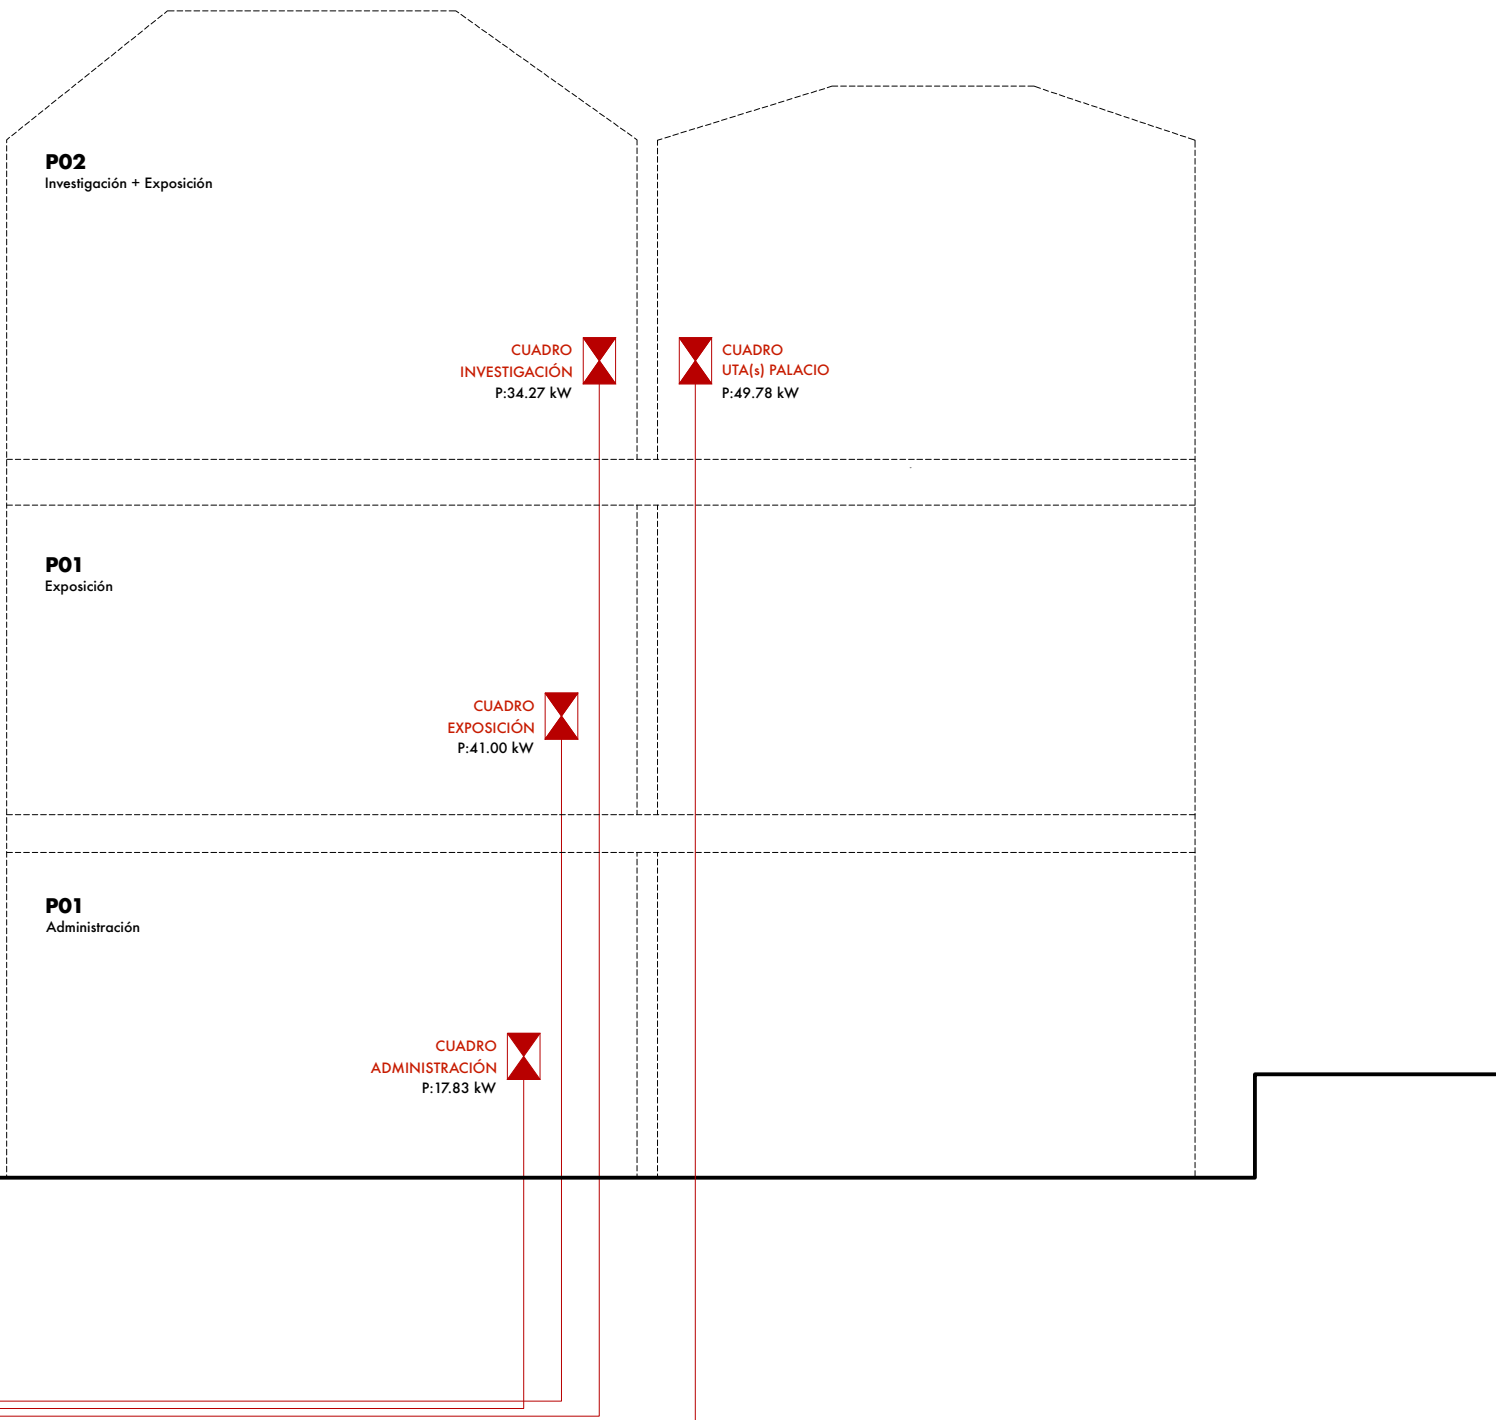 P02
Investigación + Exposición
CUADRO
INVESTIGACIÓN
P:34.27 kW
CUADRO
UTA(s) PALACIO
P:49.78 kW
P01
Exposición
CUADRO
EXPOSICIÓN
P:41.00 kW
P01
Administración
CUADRO
ADMINISTRACIÓN
P:17.83 kW